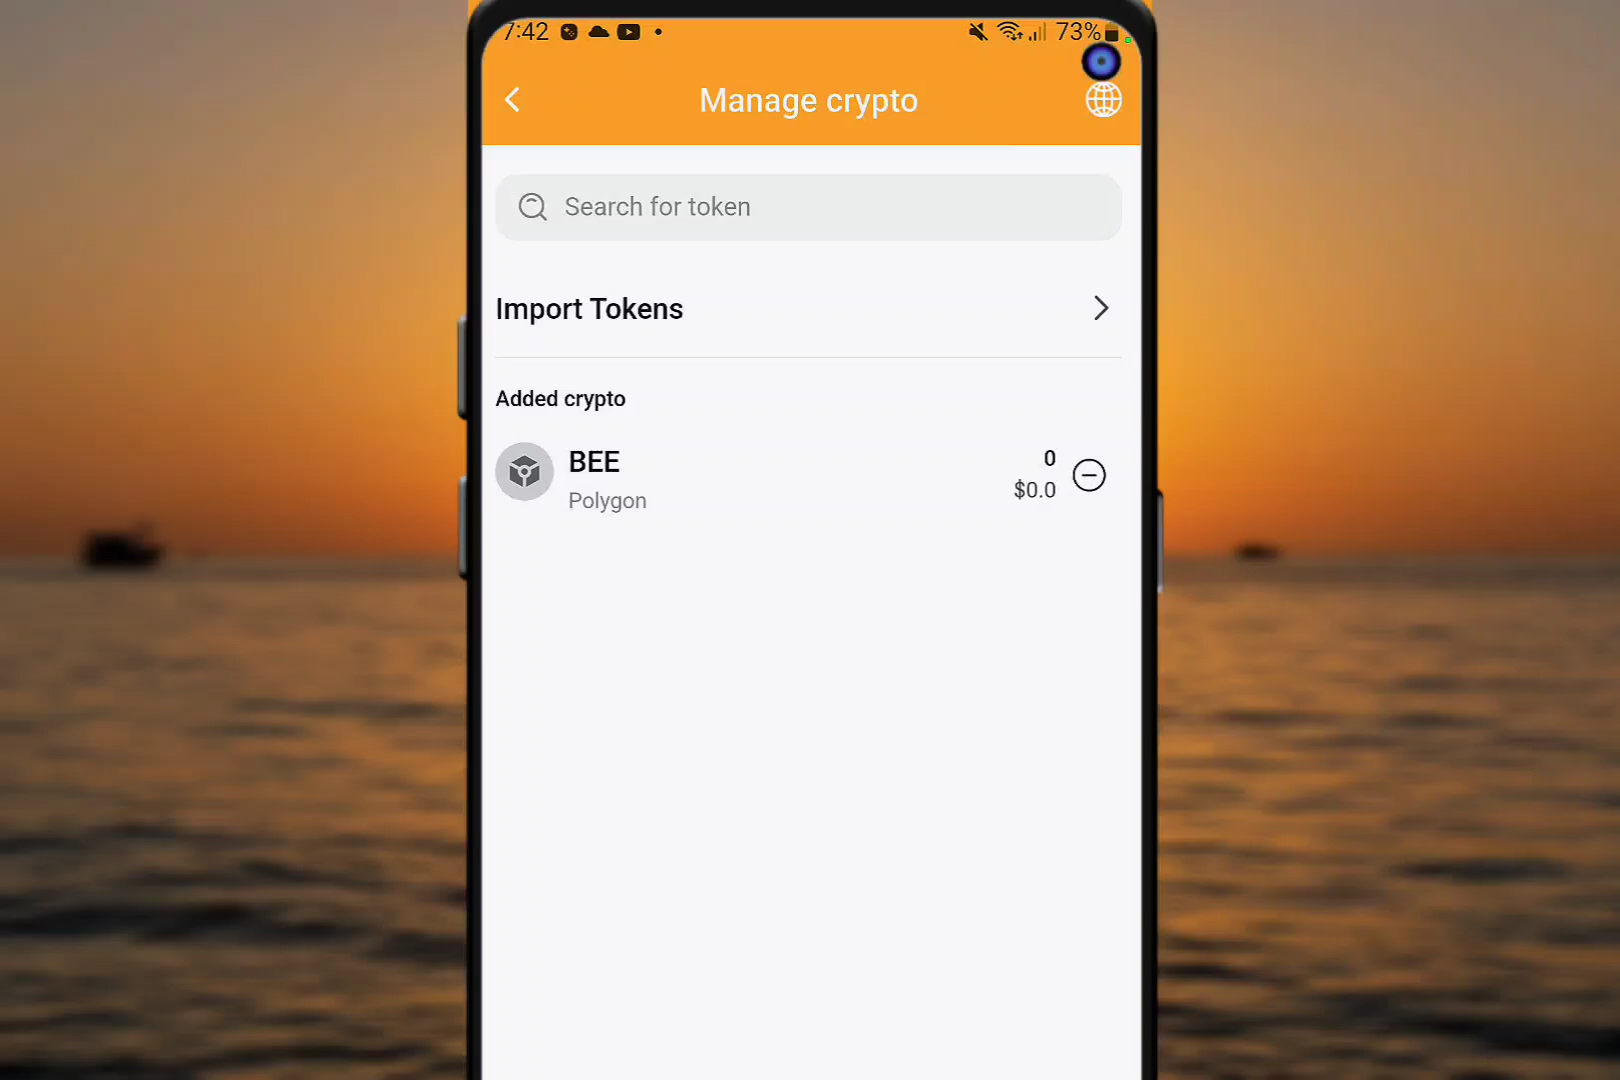 7:42
73%
Manage crypto
Search for token
Import Tokens
Added crypto
BEE
0
Polygon
$0.0